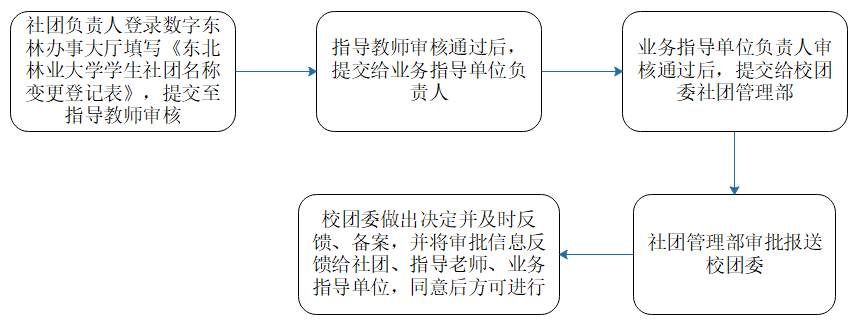 社团负责人登录数字东
林办事大厅填写《东北
林业大学学生社团名称
变更登记表》，提交至
指导教师审核
指导教师审核通过后，
提交给业务指导单位负
责人
业务指导单位负责人审
核通过后，提交给校团
委社团管理部
社团管理部审批报送
校团委
校团委做出决定并及时反
馈、备案，并将审批信息反
馈给社团、指导老师、业务
指导单位，同意后方可进行